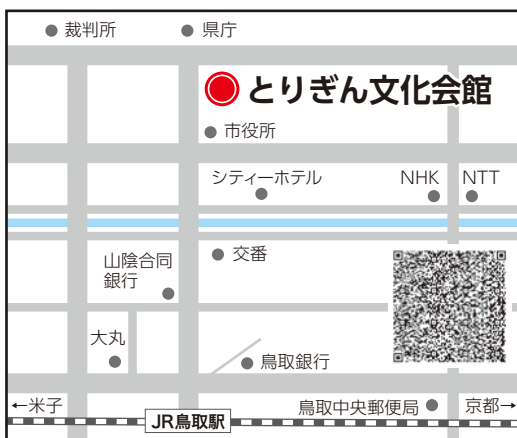 裁判所
県庁
とりぎん文化会館
市役所
シティーホテル
NHK
NTT
山陰合同
銀行
交番
大丸
鳥取銀行
←米子
JR鳥取駅
鳥取中央郵便局
京都→